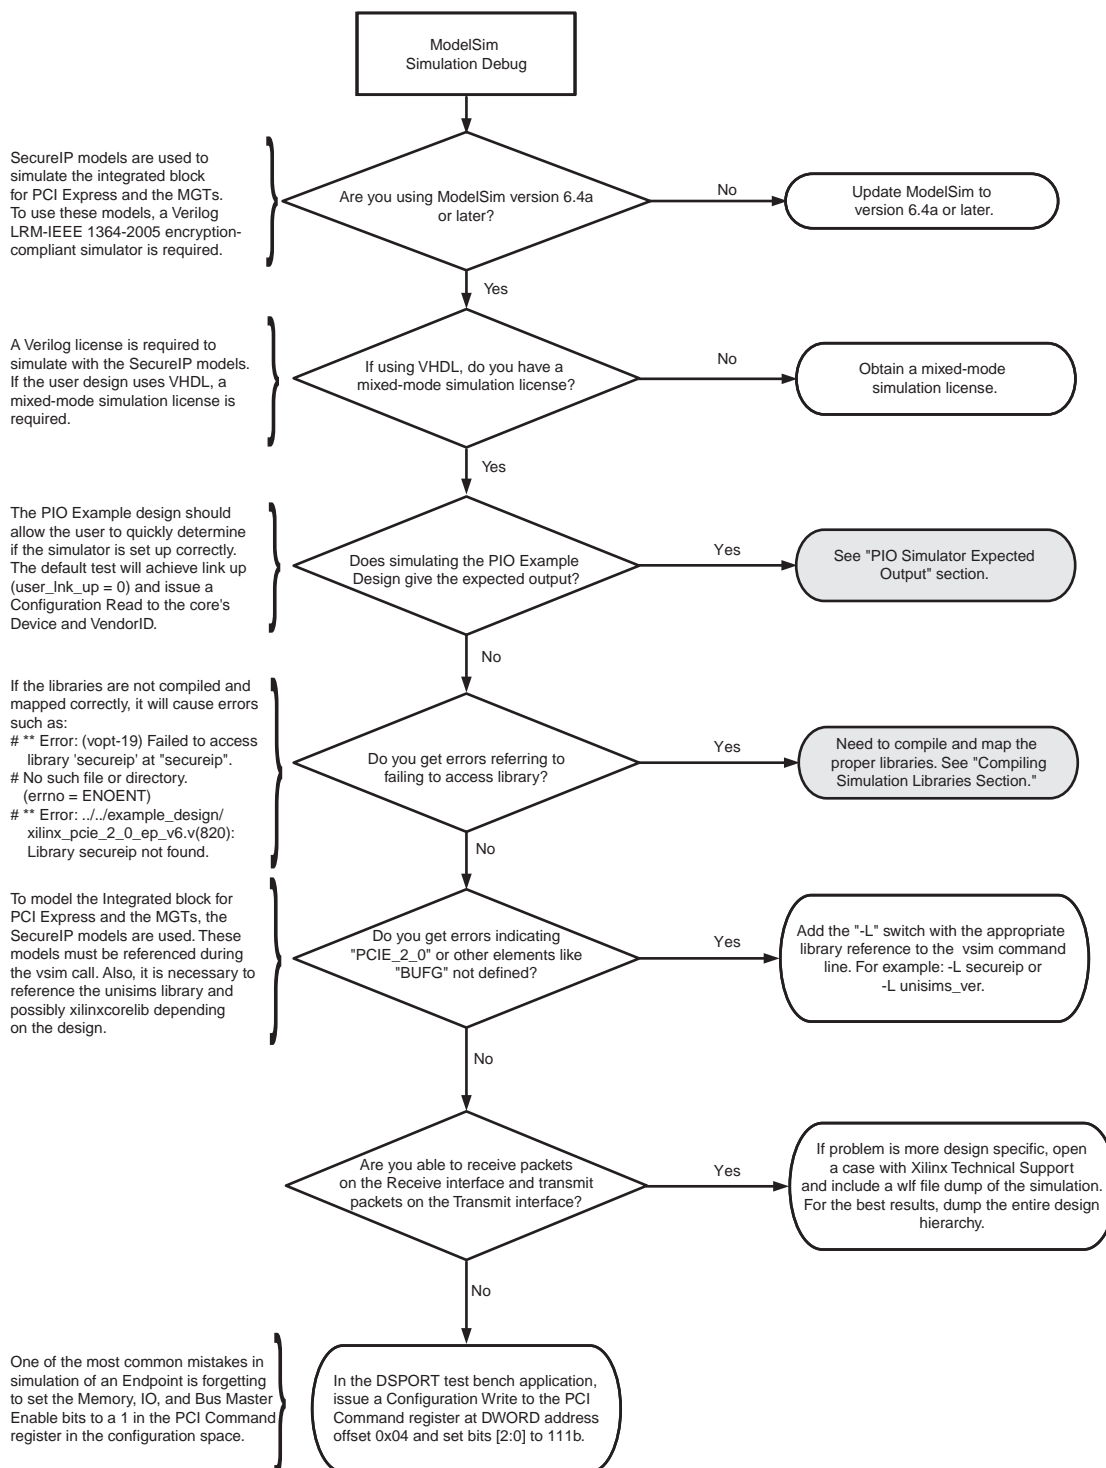 ModelSim
Simulation Debug
SecureIP models are used to
simulate the integrated block
for PCI Express and the MGTs.
To use these models, a Verilog
LRM-IEEE 1364-2005 encryption-
compliant simulator is required.
Are you using ModelSim version 6.4a
or later?
No
Update ModelSim to
version 6.4a or later.
Yes
A Verilog license is required to
simulate with the SecureIP models.
If the user design uses VHDL, a
mixed-mode simulation license is
required.
If using VHDL, do you have a
mixed-mode simulation license?
No
Obtain a mixed-mode
simulation license.
Yes
The PIO Example design should
allow the user to quickly determine
if the simulator is set up correctly.
The default test will achieve link up
(user_lnk_up = 0) and issue a
Configuration Read to the core's
Device and VendorID.
Does simulating the PIO Example
Design give the expected output?
Yes
See "PIO Simulator Expected
Output" section.
No
If the libraries are not compiled and
mapped correctly, it will cause errors
such as:
# ** Error: (vopt-19) Failed to access
library 'secureip' at "secureip".
# No such file or directory.
(errno = ENOENT)
# ** Error: ../../example_design/
xilinx_pcie_2_0_ep_v6.v(820):
Library secureip not found.
Do you get errors referring to
failing to access library?
Yes
Need to compile and map the
proper libraries. See "Compiling
Simulation Libraries Section."
No
To model the Integrated block for
PCI Express and the MGTs, the
SecureIP models are used. These
models must be referenced during
the vsim call. Also, it is necessary to
reference the unisims library and
possibly xilinxcorelib depending
on the design.
Do you get errors indicating
"PCIE_2_0" or other elements like
"BUFG" not defined?
Yes
Add the "-L" switch with the appropriate
library reference to the vsim command
line. For example: -L secureip or
-L unisims_ver.
No
Are you able to receive packets
on the Receive interface and transmit
packets on the Transmit interface?
Yes
If problem is more design specific, open
a case with Xilinx Technical Support
and include a wlf file dump of the simulation.
For the best results, dump the entire design
hierarchy.
No
One of the most common mistakes in
simulation of an Endpoint is forgetting
to set the Memory, IO, and Bus Master
Enable bits to a 1 in the PCI Command
register in the configuration space.
In the DSPORT test bench application,
issue a Configuration Write to the PCI
Command register at DWORD address
offset 0x04 and set bits [2:0] to 111b.